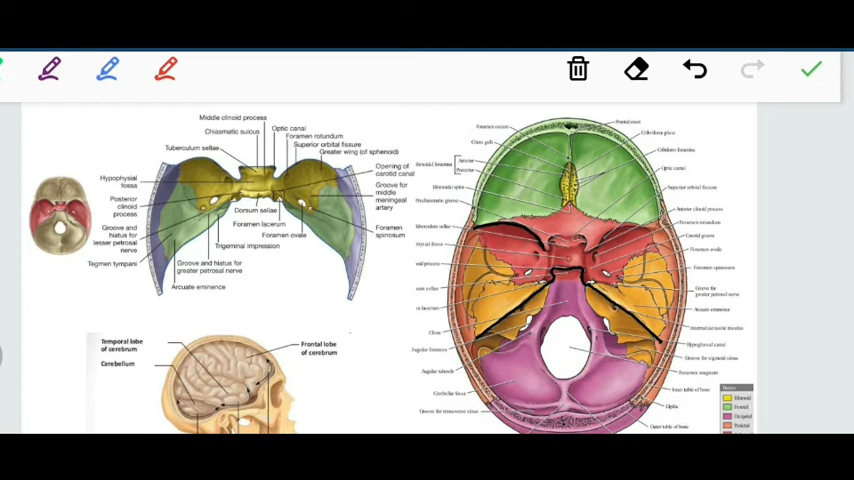 Middle clinoid process
Chiasmatic sulcus
Optic canal
Foramen rotundum
Superior orbital fissure
Greater wing (of sphenoid)
Tuberculum sellae
Hypophysial
fossa
Posterior
clinoid
process
Groove and
hiatus for
lesser petrosal
nerve
Tegmen tympani
Opening of
carotid canal
Groove for
middle
meningeal
artery
Foramen
spinosum
Dorsum sellae
Foramen lacerum
Foramen ovale
Trigeminal impression
Groove and hiatus for
greater petrosal nerve
Arcuate eminence
Temporal lobe
of cerebrum
Cerebellum
Frontal lobe
of cerebrum
Foramen cecum
Crista galli
Anterior
Posterior
Ethmoidal spine
Prechiasmatic groove
Clivus
Jugular foramen
Jugular tubercle
Cerebellar fossa
Groove for transverse sinus
Frontal crest
Cribriform plate
Cribriform foramina
Optic canal
Superior orbital fissure
Anterior clinoid process
Foramen rotundum
Carotid groove
Foramen ovale
Foramen spinosum
Groove for
greater petrosal nerve
Arcuate eminence
Internal acoustic meatus
Hypoglossal canal
Groove for sigmoid sinus
Foramen magnum
Inner table of bone
Diploë
Outer table of bone
Bones
Ethmoid
Frontal
Occipital
Parietal